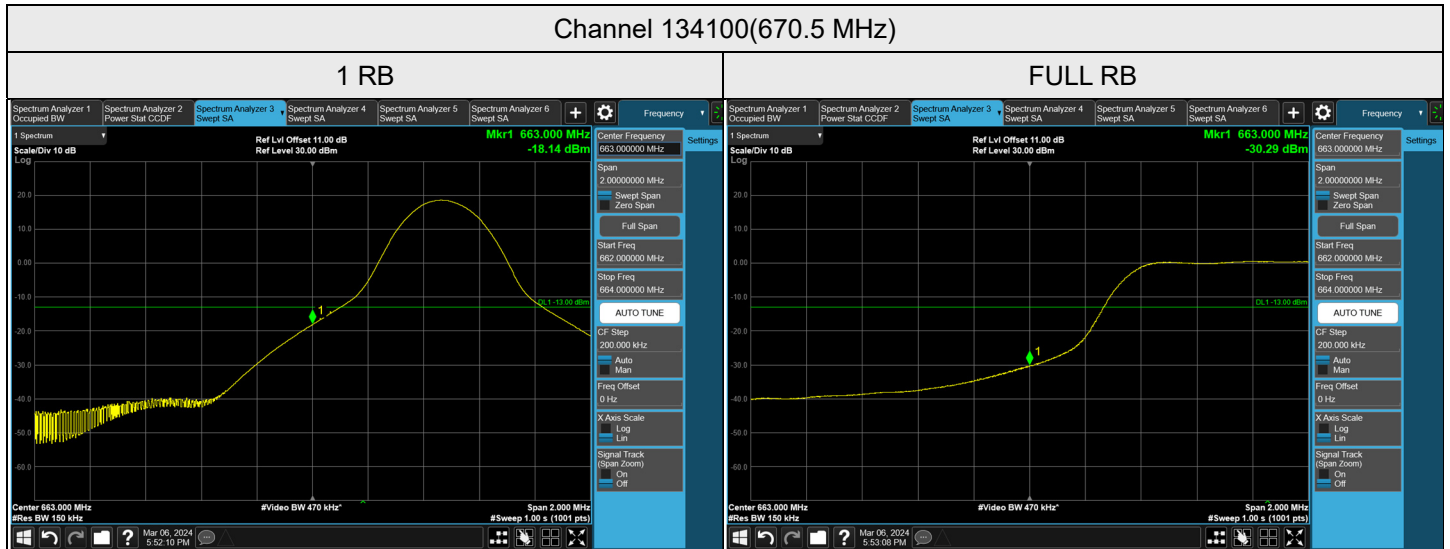 Channel 134100(670.5 MHz)
1 RB
FULL RB
Spectrum Analyzer 1
Occupied BW
Spectrum Analyzer 2
Power Stat CCDF
Spectrum Analyzer 3
Swept SA
Spectrum Analyzer 4
Swept SA
Spectrum Analyzer 5
Swept SA
Spectrum Analyzer 6
Swept SA
+
Frequency
1 Spectrum
Scale/Div 10 dB
Log
Ref Lvl Offset 11.00 dB
Ref Level 30.00 dBm
Mkr1 663.000 MHz
-18.14 dBm
20.0
10.0
0.00
-10.0
-20.0
-30.0
-40.0
-50.0
-60.0
DL1 -13.00 dBm
1
Center 663.000 MHz
#Res BW 150 kHz
#Video BW 470 kHz*
Span 2.000 MHz
#Sweep 1.00 s (1001 pts)
Center Frequency
663.000000 MHz
Settings
Span
2.00000000 MHz
Swept Span
Zero Span
Full Span
Start Freq
662.000000 MHz
Stop Freq
664.000000 MHz
AUTO TUNE
CF Step
200.000 kHz
Auto
Man
Freq Offset
0 Hz
X Axis Scale
Log
Lin
Signal Track
(Span Zoom)
On
Off
?
Mar 06, 2024
5:52:10 PM
Spectrum Analyzer 1
Occupied BW
Spectrum Analyzer 2
Power Stat CCDF
Spectrum Analyzer 3
Swept SA
Spectrum Analyzer 4
Swept SA
Spectrum Analyzer 5
Swept SA
Spectrum Analyzer 6
Swept SA
+
Frequency
1 Spectrum
Scale/Div 10 dB
Log
Ref Lvl Offset 11.00 dB
Ref Level 30.00 dBm
Mkr1 663.000 MHz
-30.29 dBm
20.0
10.0
0.00
-10.0
-20.0
-30.0
-40.0
-50.0
-60.0
DL1 -13.00 dBm
1
Center 663.000 MHz
#Res BW 150 kHz
#Video BW 470 kHz*
Span 2.000 MHz
#Sweep 1.00 s (1001 pts)
Center Frequency
663.000000 MHz
Settings
Span
2.00000000 MHz
Swept Span
Zero Span
Full Span
Start Freq
662.000000 MHz
Stop Freq
664.000000 MHz
AUTO TUNE
CF Step
200.000 kHz
Auto
Man
Freq Offset
0 Hz
X Axis Scale
Log
Lin
Signal Track
(Span Zoom)
On
Off
?
Mar 06, 2024
5:53:08 PM